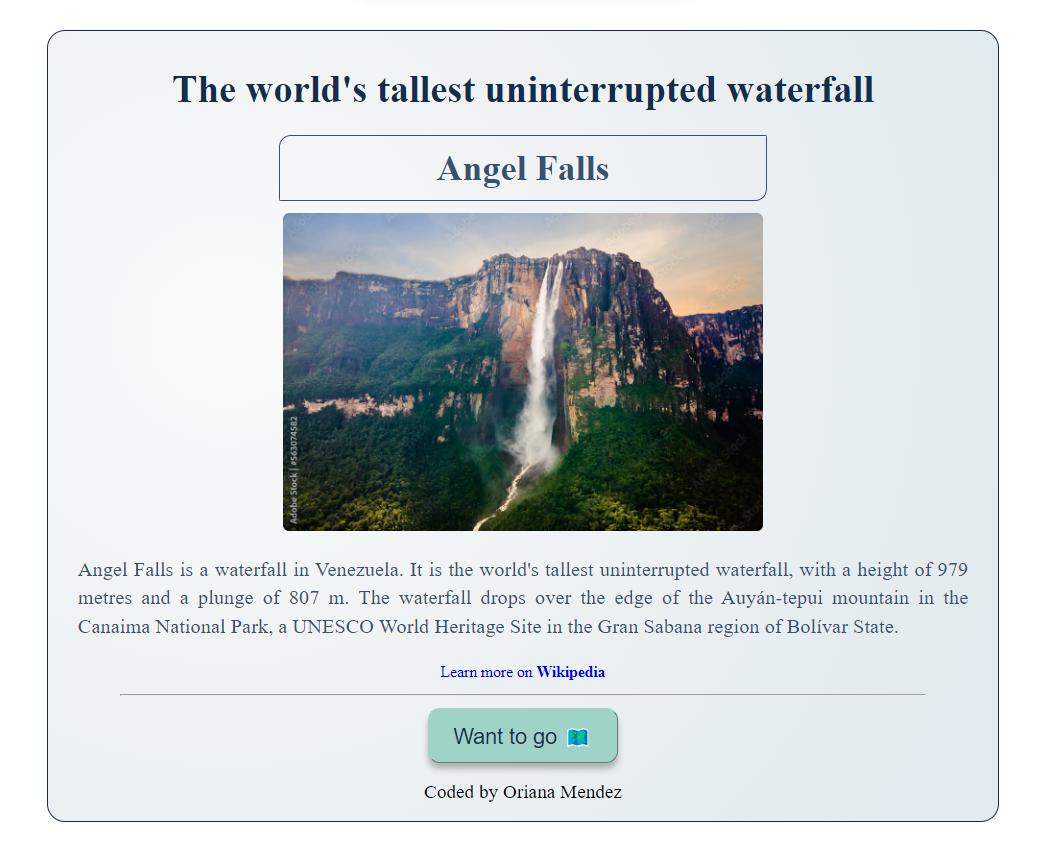 The world's tallest uninterrupted waterfall
Angel Falls
Adobe Stock | #563074582
Angel Falls is a waterfall in Venezuela. It is the world's tallest uninterrupted waterfall, with a height of 979
metres and a plunge of 807 m. The waterfall drops over the edge of the Auyán-tepui mountain in the
Canaima National Park, a UNESCO World Heritage Site in the Gran Sabana region of Bolívar State.
Learn more on Wikipedia
Want to go
Coded by Oriana Mendez